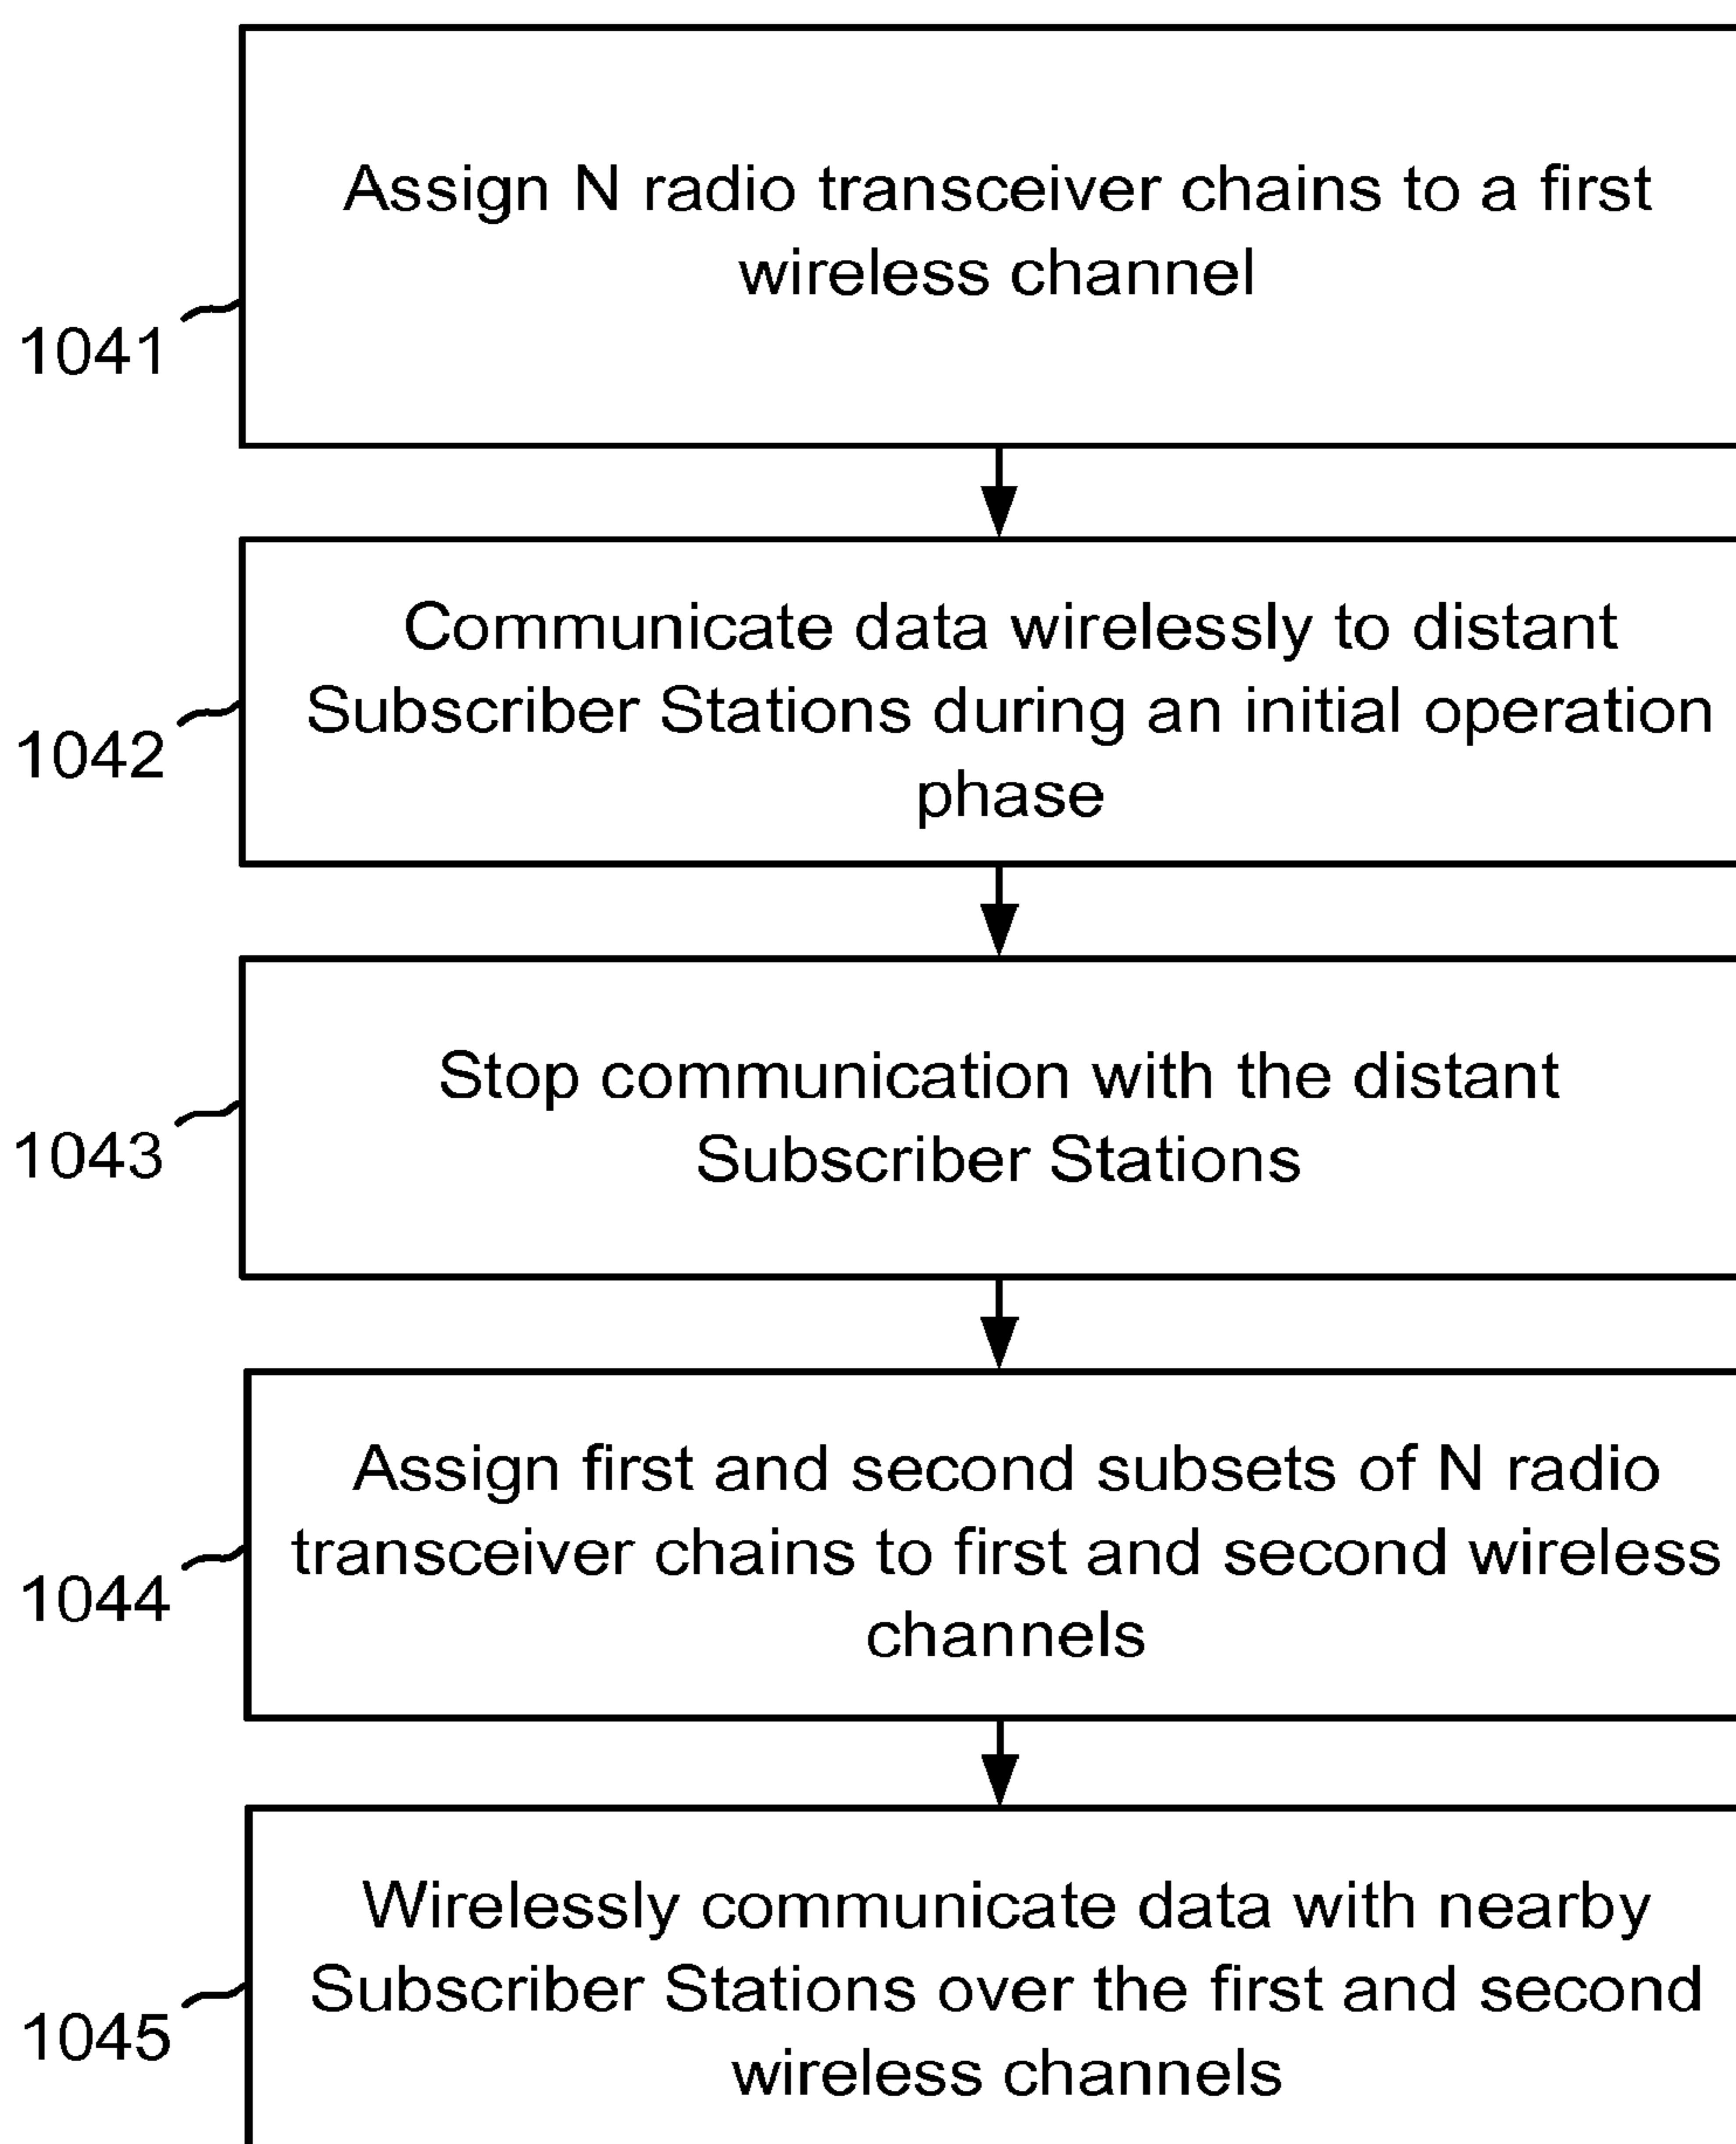 Assign N radio transceiver chains to a first
wireless channel
1041
Communicate data wirelessly to distant
Subscriber Stations during an initial operation
phase
1042
Stop communication with the distant
Subscriber Stations
1043
Assign first and second subsets of N radio
transceiver chains to first and second wireless
channels
1044
Wirelessly communicate data with nearby
Subscriber Stations over the first and second
wireless channels
1045